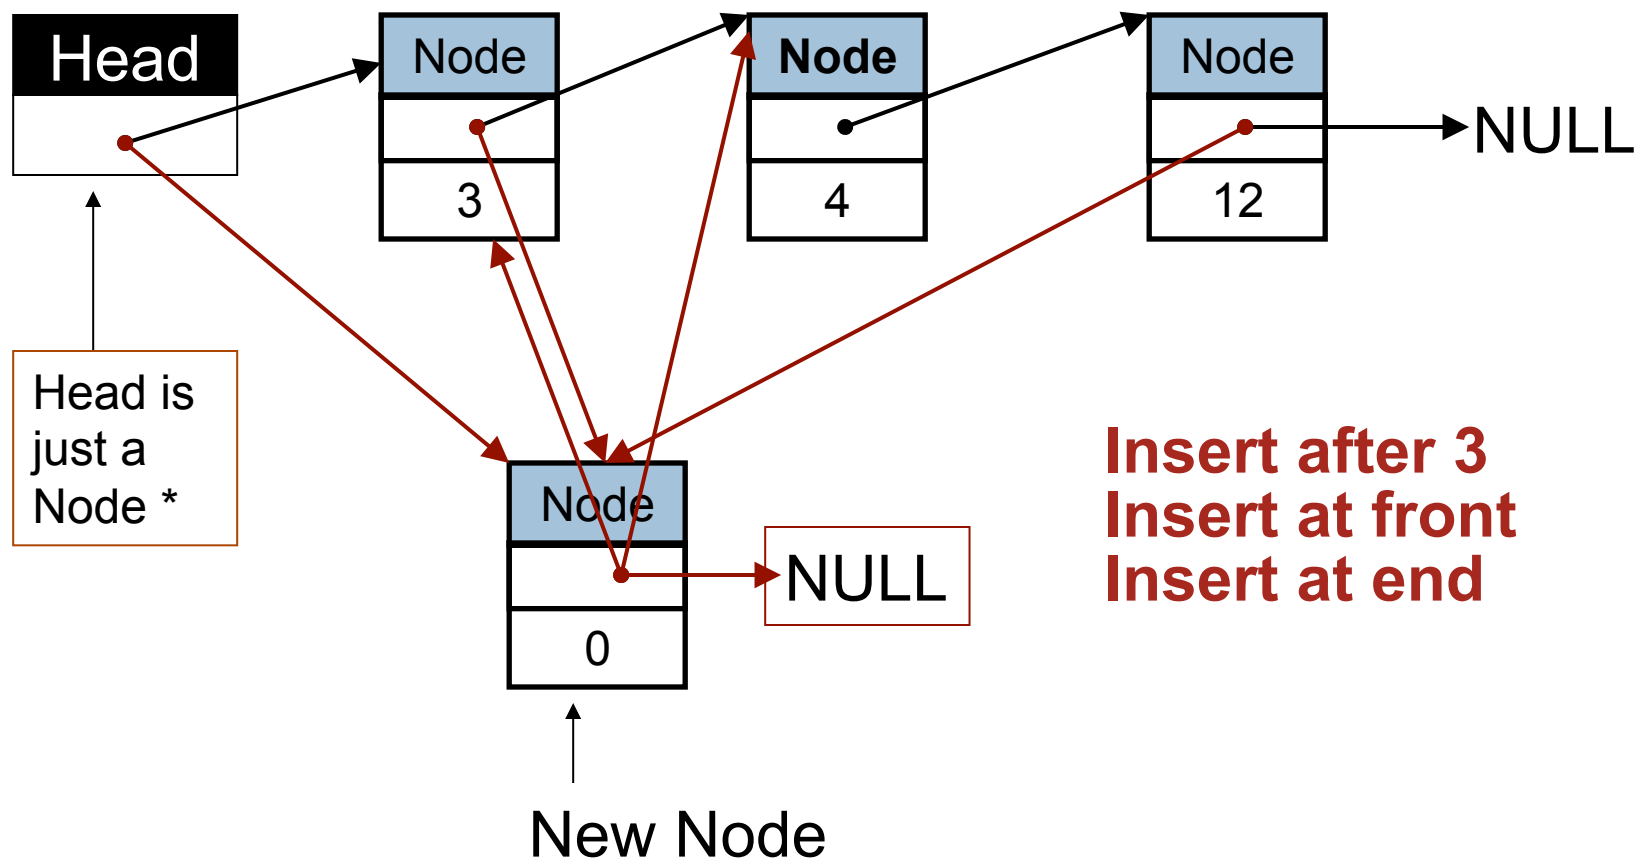 Head
Node
Node
Node
NULL
3
4
12
Head is
just a
Node *
Insert after 3
Insert at front
Insert at end
Node
NULL
0
New Node